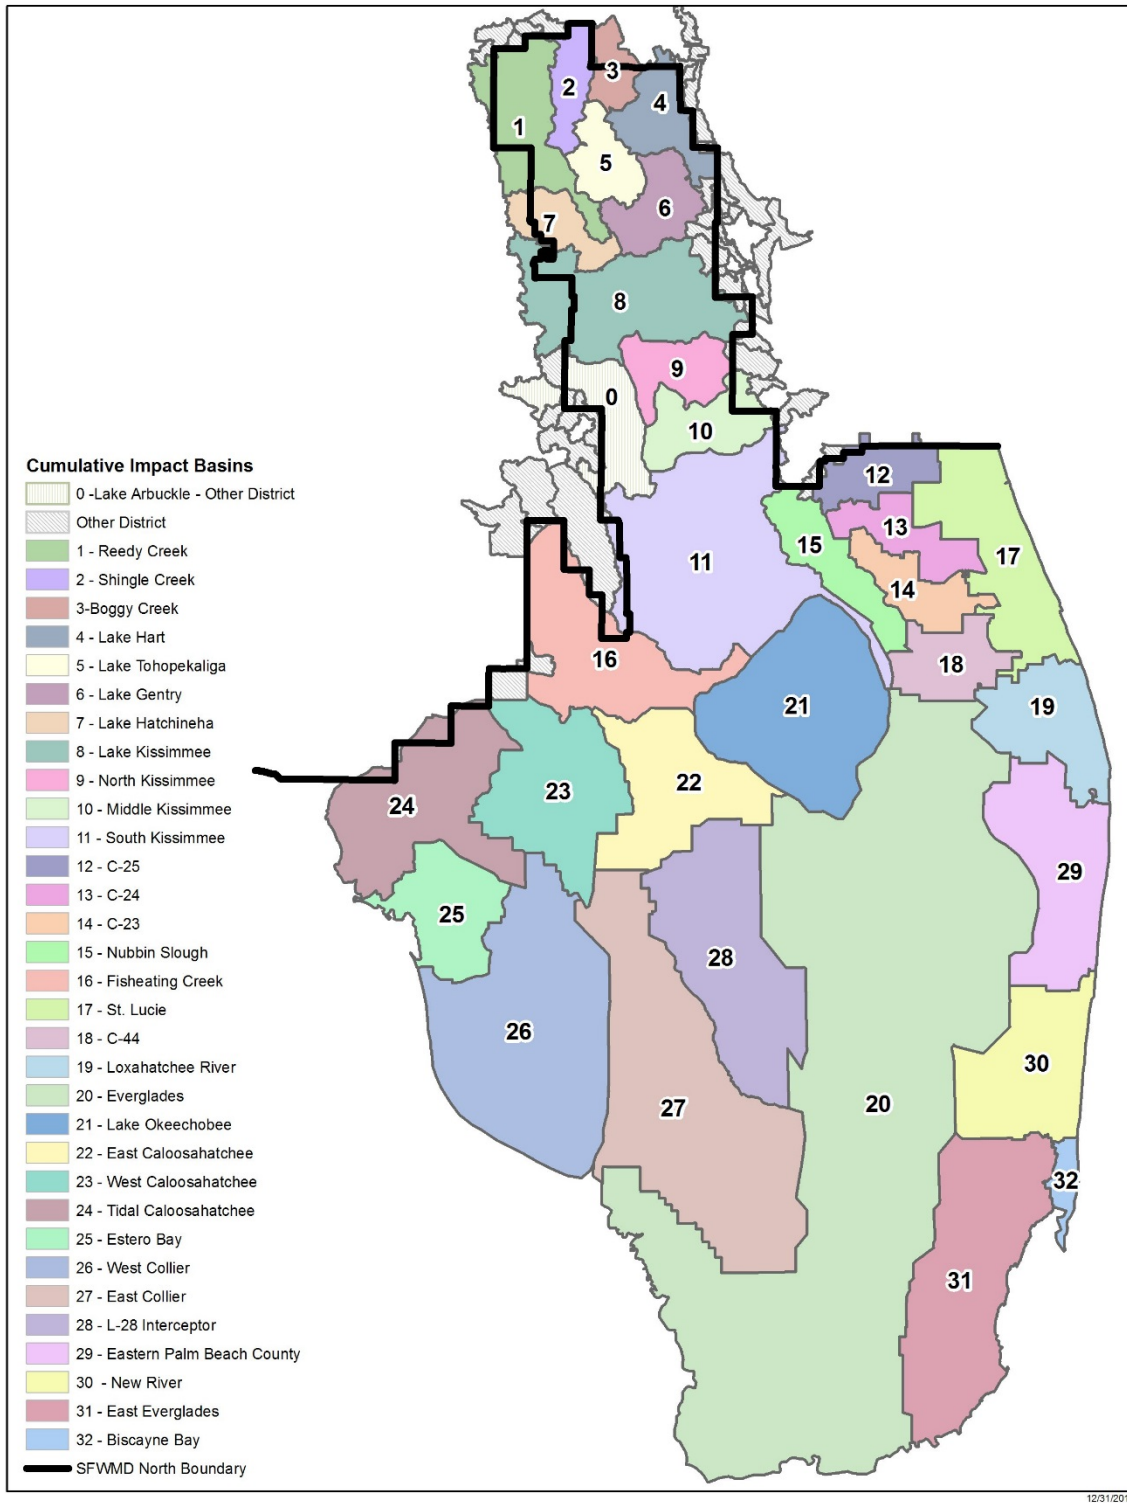 3
2
4
1
5
6
7
8
9
0
10
Cumulative Impact Basins
0 -Lake Arbuckle - Other District
Other District
1 - Reedy Creek
2 - Shingle Creek
3-Boggy Creek
4 - Lake Hart
5 - Lake Tohopekaliga
6 - Lake Gentry
7 - Lake Hatchineha
8 - Lake Kissimmee
9 - North Kissimmee
10 - Middle Kissimmee
11 - South Kissimmee
12 - C-25
13 - C-24
14 - C-23
15 - Nubbin Slough
16 - Fisheating Creek
17 - St. Lucie
18 - C-44
19 - Loxahatchee River
20 - Everglades
21 - Lake Okeechobee
22 - East Caloosahatchee
23 - West Caloosahatchee
24 - Tidal Caloosahatchee
25 - Estero Bay
26 - West Collier
27 - East Collier
28 - L-28 Interceptor
29 - Eastern Palm Beach County
30 - New River
31 - East Everglades
32 - Biscayne Bay
SFWMD North Boundary
12
13
15
17
11
14
16
18
21
19
22
23
24
29
25
28
26
30
27
20
32
31
12/31/201